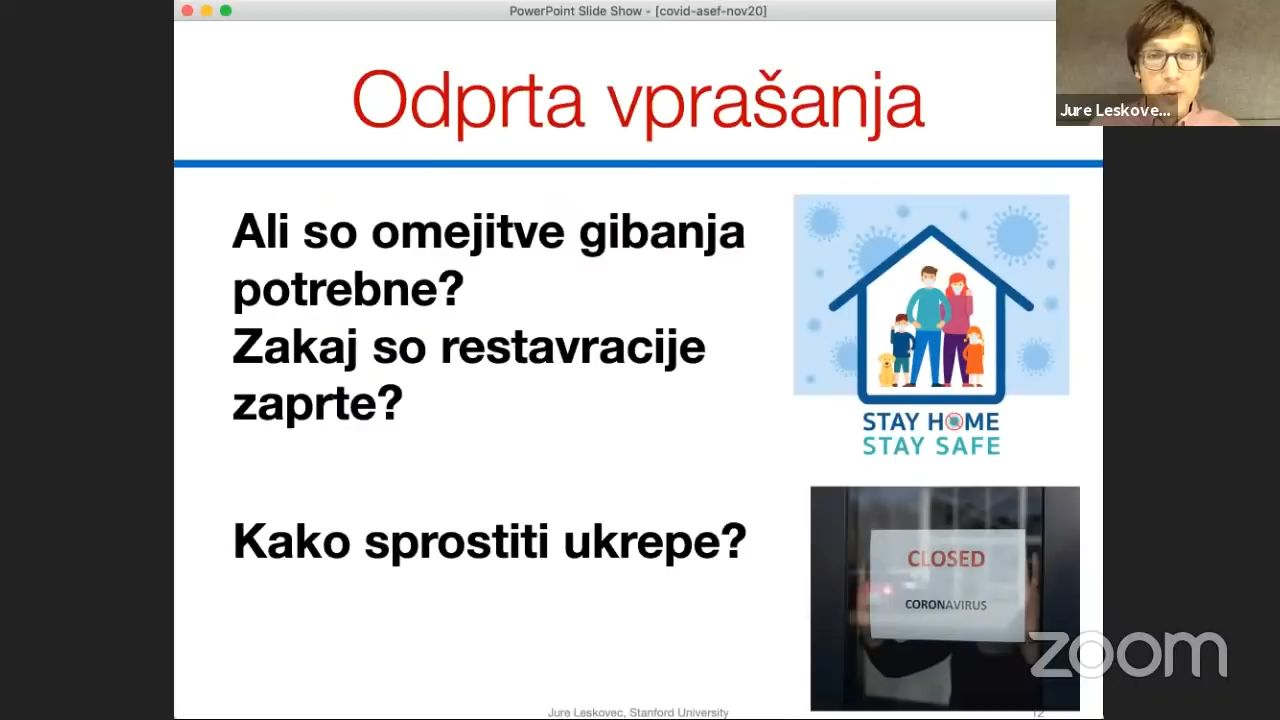 PowerPoint Slide Show - [covid-asef-nov20]
Jure Leskove...
Odprta vprašanja
Ali so omejitve gibanja
potrebne?
Zakaj so restavracije
zaprte?
STAY HOME
STAY SAFE
Kako sprostiti ukrepe?
CLOSED
CORONAVIRUS
zoom
Jure Leskovec, Stanford University
12